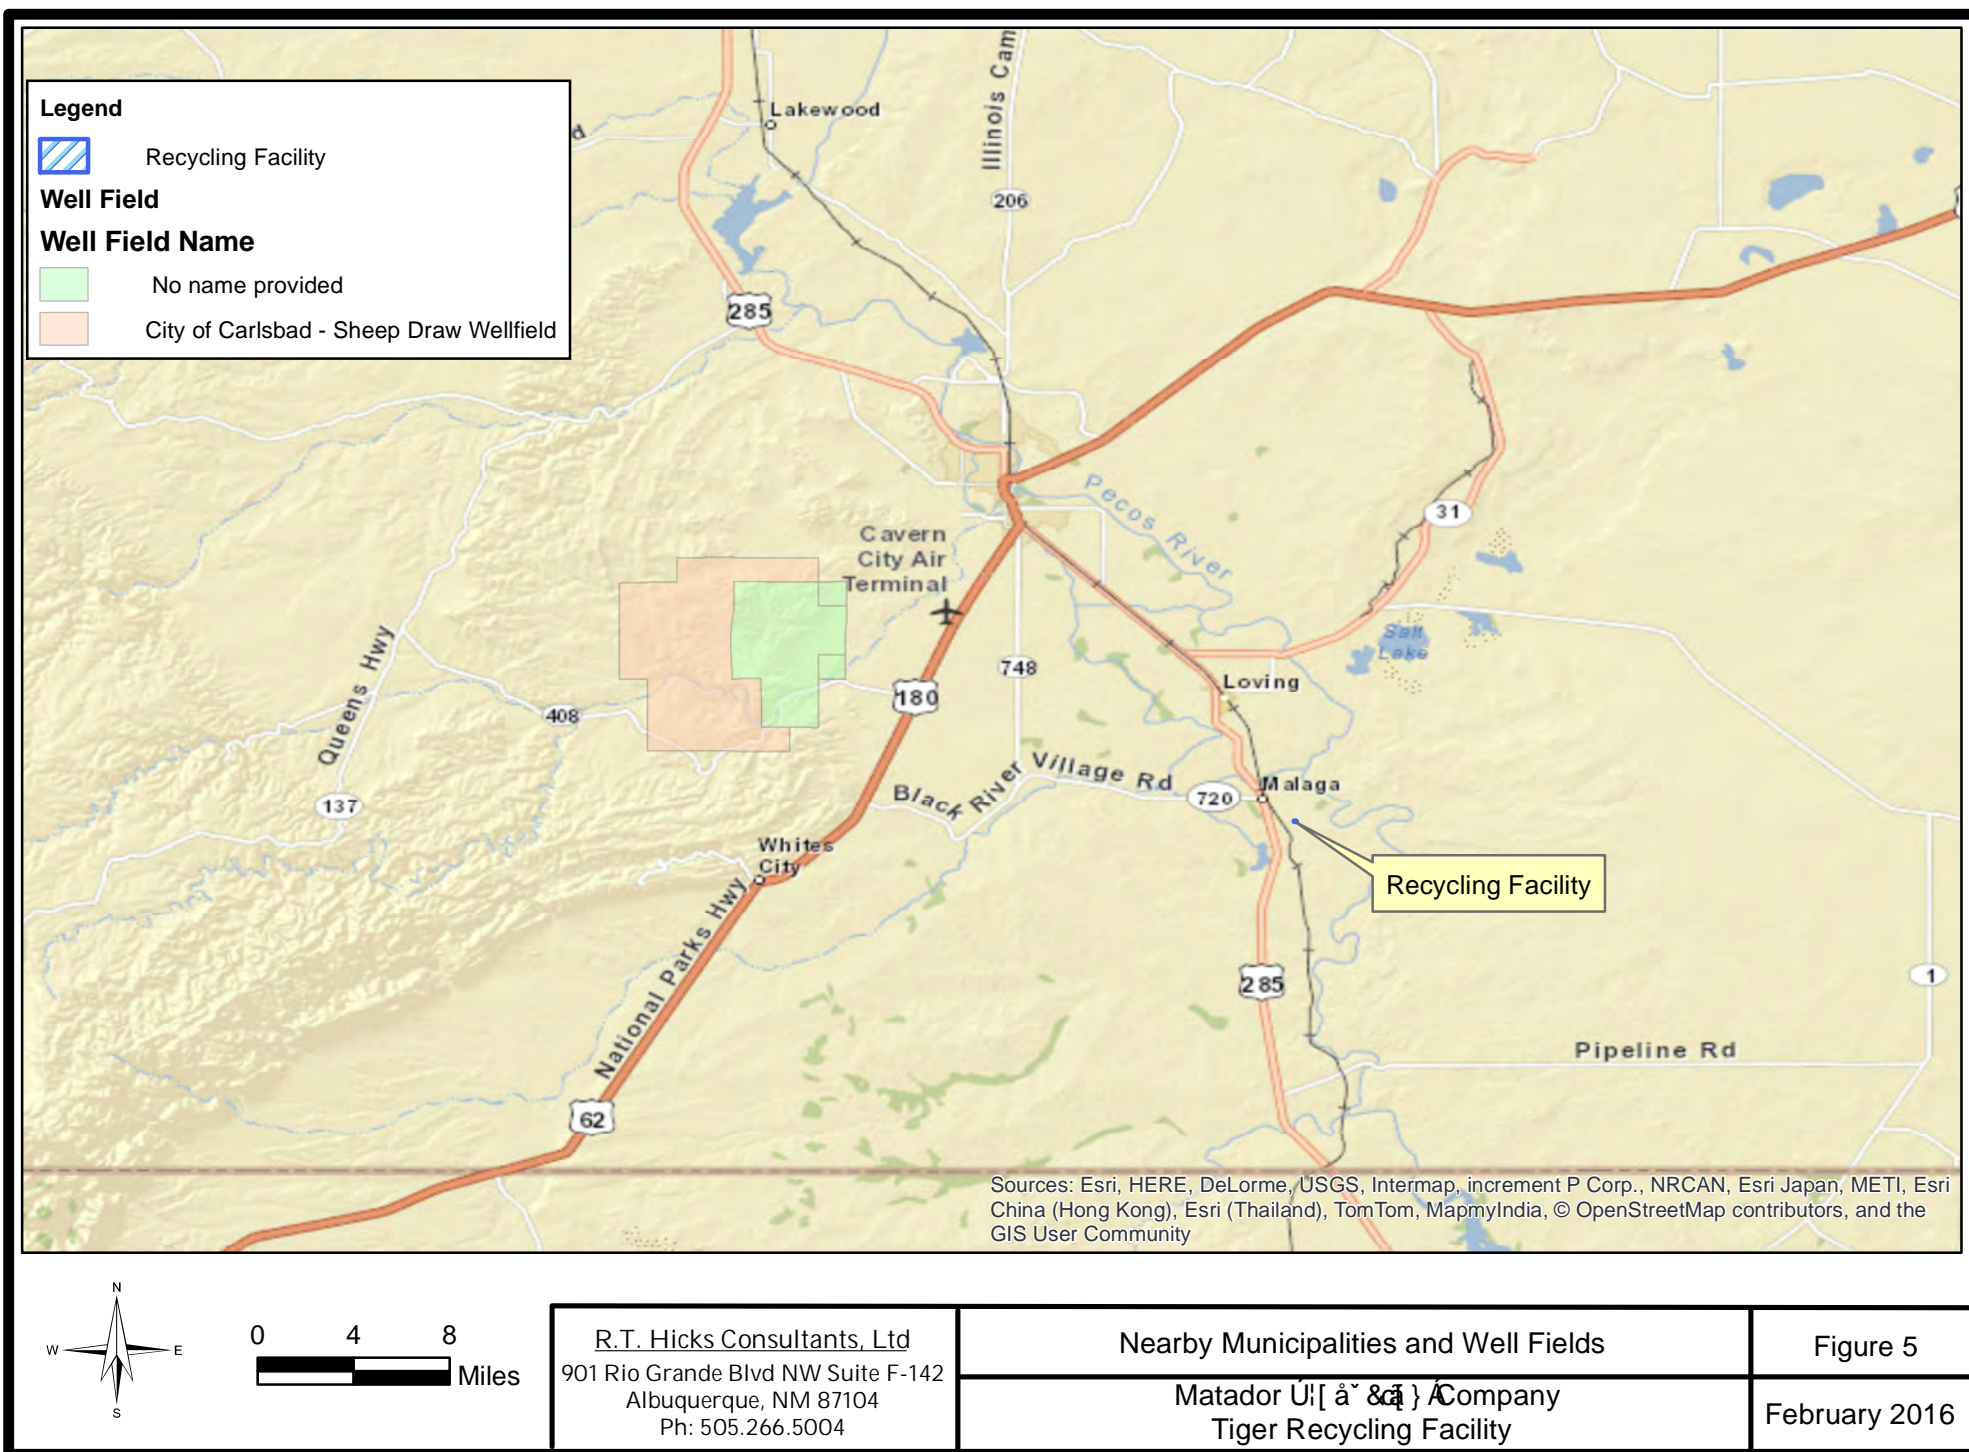 Legend
Recycling Facility
Well Field
Well Field Name
No name provided
City of Carlsbad - Sheep Draw Wellfield
d
Lakewood
Illinois Cam
206
285
Pecos River
31
Cavern
City Air
Terminal
Salt
Lake
Queens Hwy
748
Loving
180
408
Village Rd
Black River
720
Malaga
137
Whites
City
Recycling Facility
National Parks Hwy
285
1
Pipeline Rd
62
Sources: Esri, HERE, DeLorme, USGS, Intermap, increment P Corp., NRCAN, Esri Japan, METI, Esri
China (Hong Kong), Esri (Thailand), TomTom, MapmyIndia, © OpenStreetMap contributors, and the
GIS User Community
N
W E
S
0 4 8
Miles
R.T. Hicks Consultants, Ltd
901 Rio Grande Blvd NW Suite F-142
Albuquerque, NM 87104
Ph: 505.266.5004
Nearby Municipalities and Well Fields
Figure 5
Matador Company
Tiger Recycling Facility
February 2016